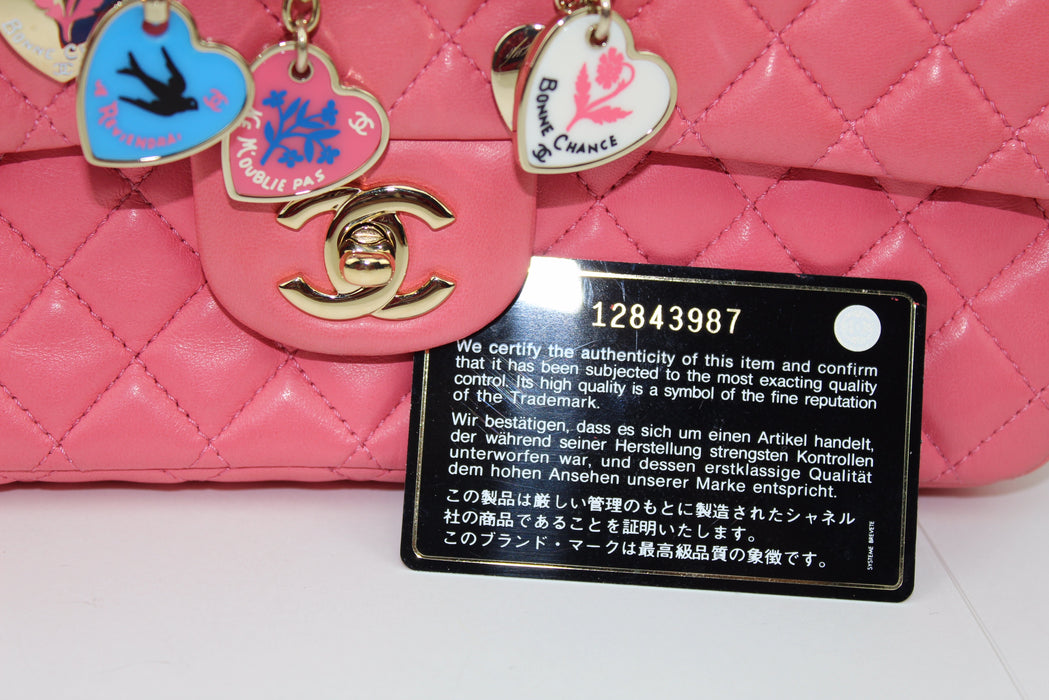 Je Reviendrai
Ne M'oublie pas
Bonne Chance
12843987
We certify the authenticity of this item and confirm
that it has been subjected to the most exacting quality
control. Its high quality is a symbol of the fine reputation
of the Trademark.
Wir bestätigen, dass es sich um einen Artikel handelt,
der während seiner Herstellung strengsten Kontrollen
unterworfen war, und dessen erstklassige Qualität
dem hohen Ansehen unserer Marke entspricht.
この製品は厳しい管理のもとに製造されたシャネル
社の商品であることを証明いたします。
このブランド・マークは最高級品質の象徴です。
SYSTEME BREVETE